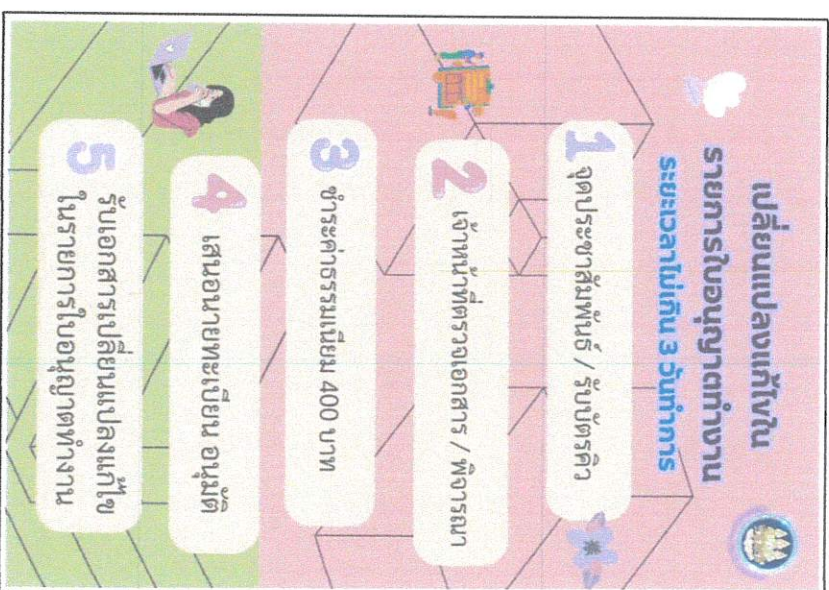 เปลี่ยนแปลงแก้ไขใน
รายการใบอนุญาตทำงาน
ระยะเวลาไม่เกิน 3 วันทำการ
1 จุดประชาสัมพันธ์ / รับบัตรคิว
2 เจ้าหน้าที่ตรวจเอกสาร / พิจารณา
3 ชำระค่าธรรมเนียม 400 บาท
4 เสนอนายทะเบียน อนุมัติ
5 รับเอกสารเปลี่ยนแปลงแก้ไข
ในรายการใบอนุญาตทำงาน